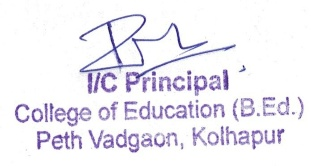 I/C Principal
College of Education (B.Ed.)
Peth Vadgaon, Kolhapur